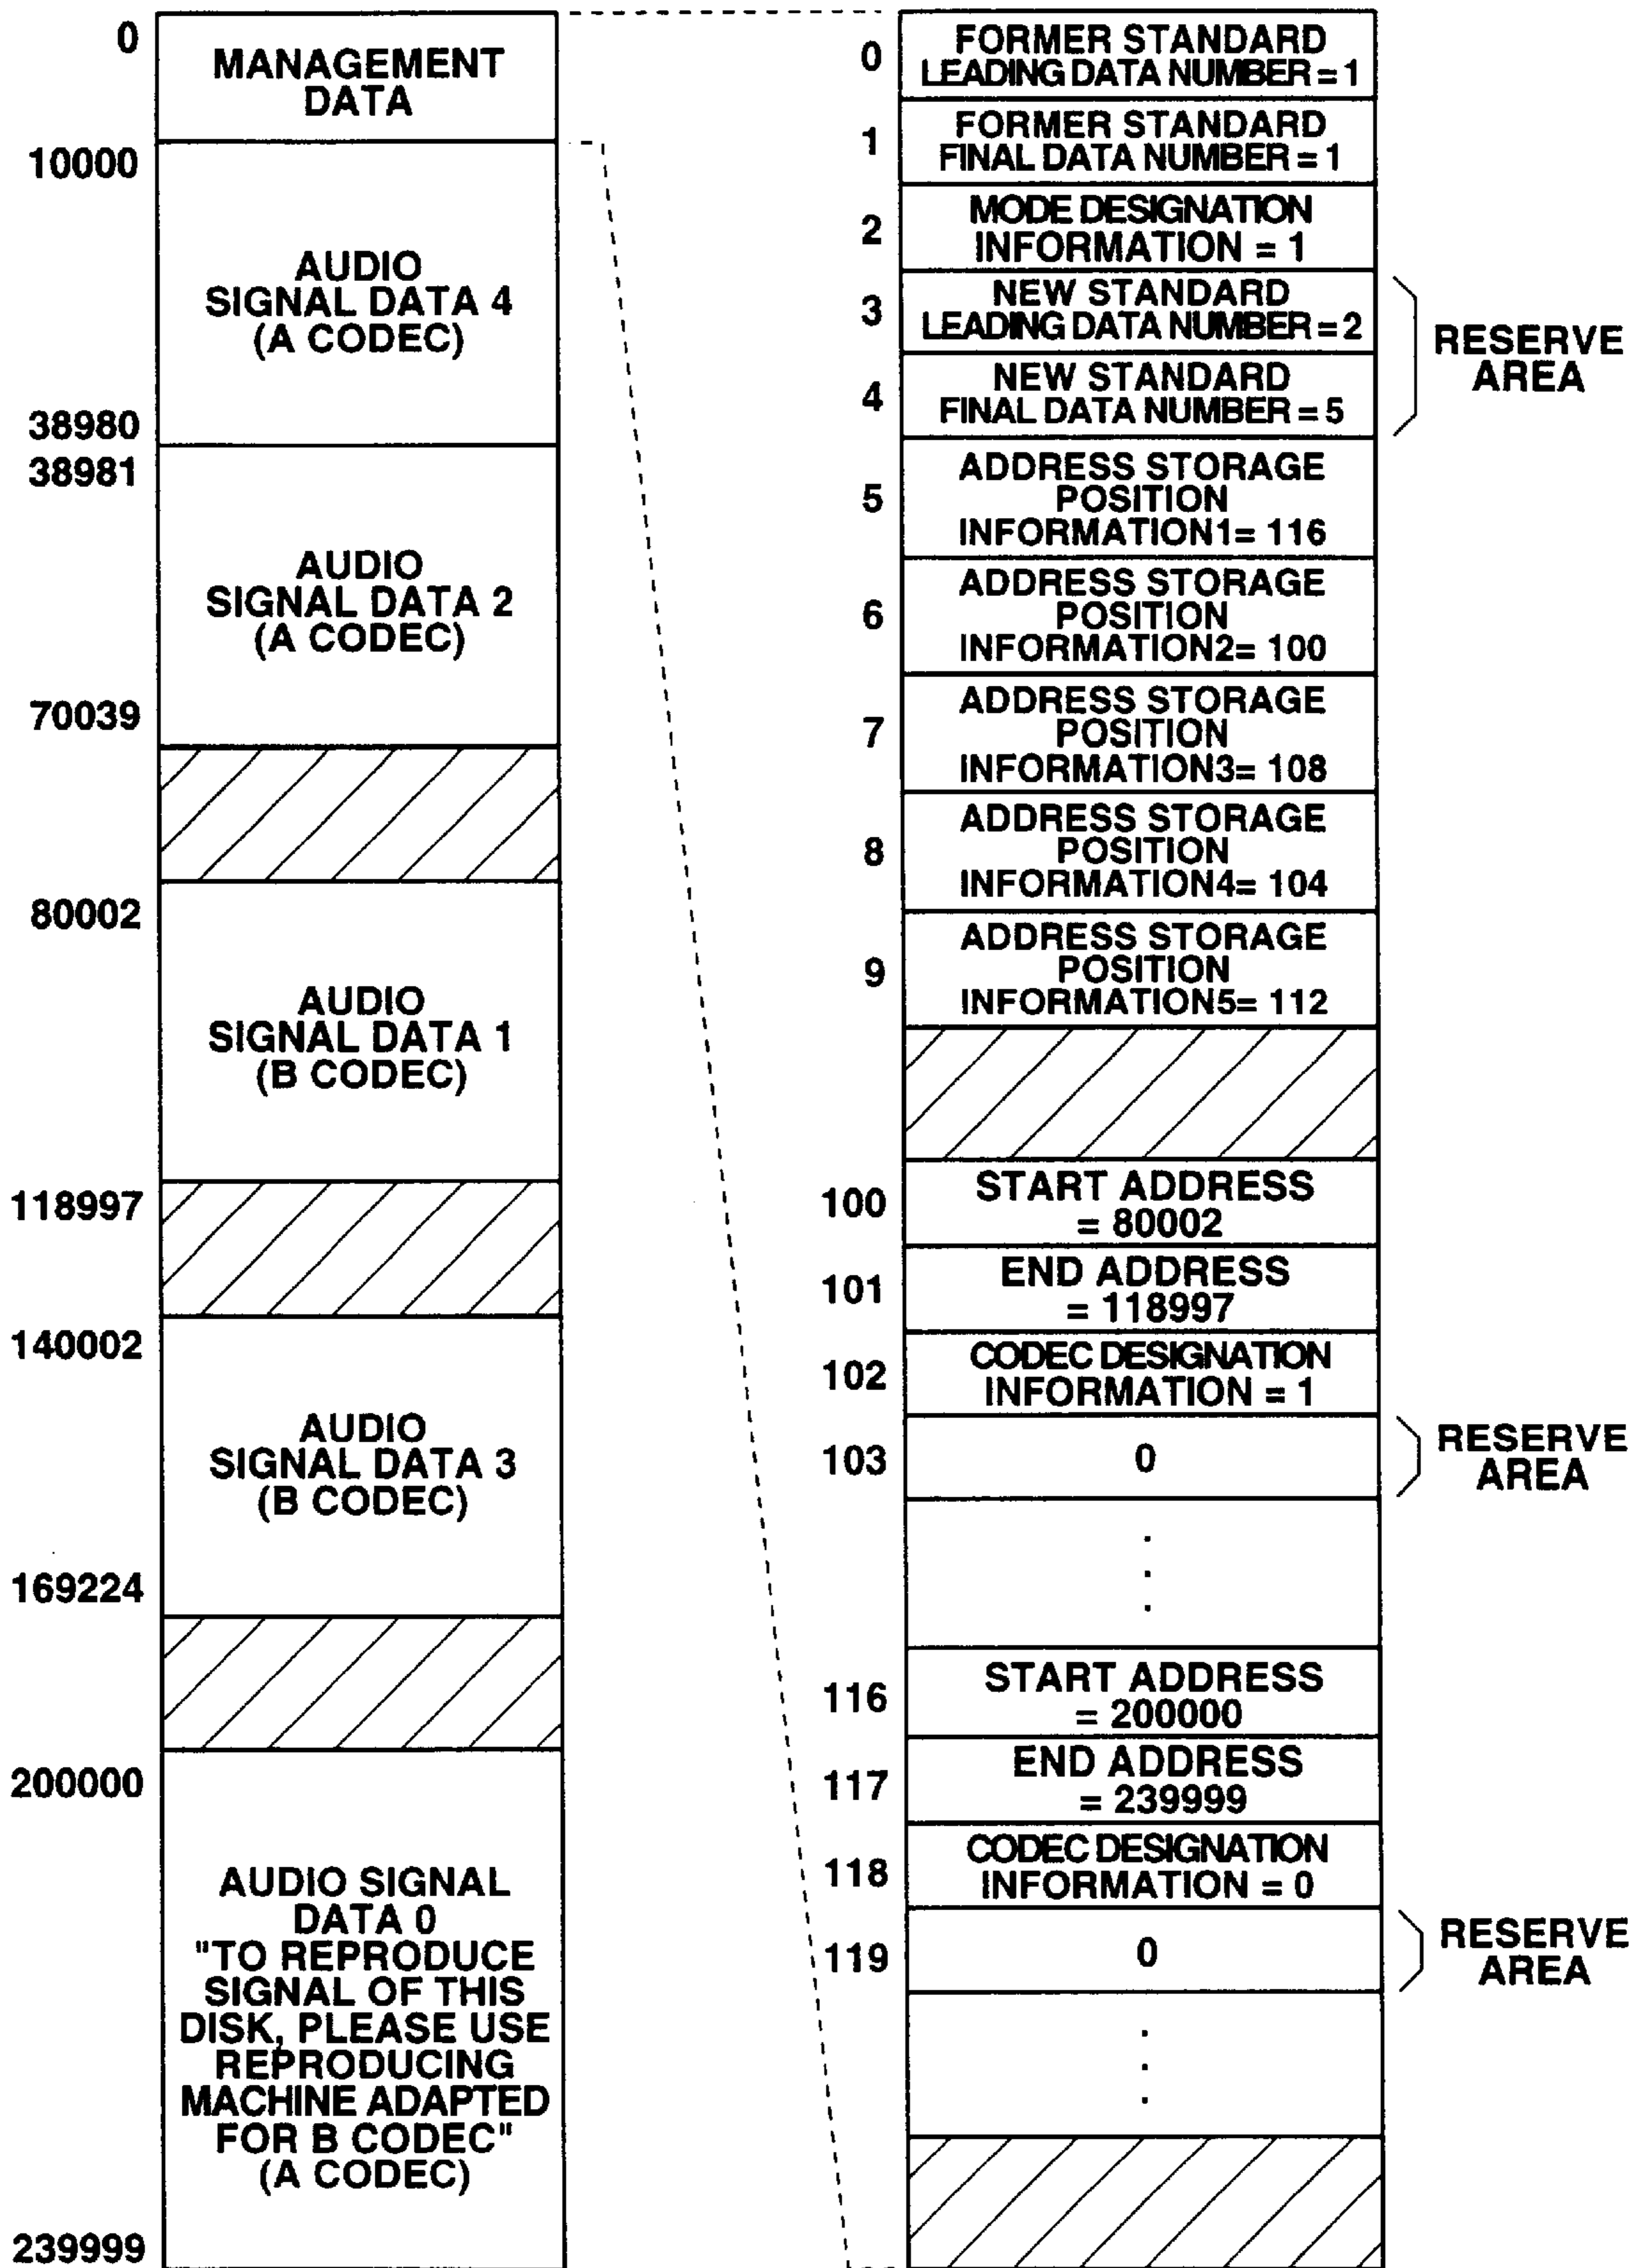 0
MANAGEMENT
DATA
10000
AUDIO
SIGNAL DATA 4
(A CODEC)
38980
38981
AUDIO
SIGNAL DATA 2
(A CODEC)
70039
80002
AUDIO
SIGNAL DATA 1
(B CODEC)
118997
140002
AUDIO
SIGNAL DATA 3
(B CODEC)
169224
200000
AUDIO SIGNAL
DATA 0
"TO REPRODUCE
SIGNAL OF THIS
DISK, PLEASE USE
REPRODUCING
MACHINE ADAPTED
FOR B CODEC"
(A CODEC)
239999
0
FORMER STANDARD
LEADING DATA NUMBER = 1
1
FORMER STANDARD
FINAL DATA NUMBER = 1
2
MODE DESIGNATION
INFORMATION = 1
3
NEW STANDARD
LEADING DATA NUMBER = 2
4
NEW STANDARD
FINAL DATA NUMBER = 5
RESERVE
AREA
5
ADDRESS STORAGE
POSITION
INFORMATION1= 116
6
ADDRESS STORAGE
POSITION
INFORMATION2= 100
7
ADDRESS STORAGE
POSITION
INFORMATION3= 108
8
ADDRESS STORAGE
POSITION
INFORMATION4= 104
9
ADDRESS STORAGE
POSITION
INFORMATION5= 112
100
START ADDRESS
= 80002
101
END ADDRESS
= 118997
102
CODEC DESIGNATION
INFORMATION = 1
103
0
RESERVE
AREA
116
START ADDRESS
= 200000
117
END ADDRESS
= 239999
118
CODEC DESIGNATION
INFORMATION = 0
119
0
RESERVE
AREA